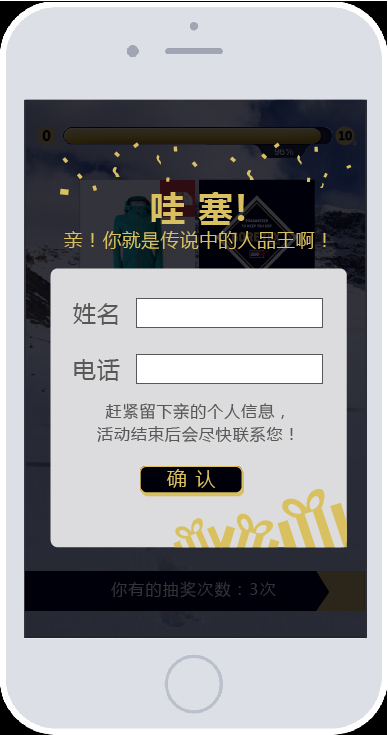 0
10
98%
哇 塞!
亲！你就是传说中的人品王啊！
姓名
电话
赶紧留下亲的个人信息，
活动结束后会尽快联系您！
确 认
你有的抽奖次数：3次